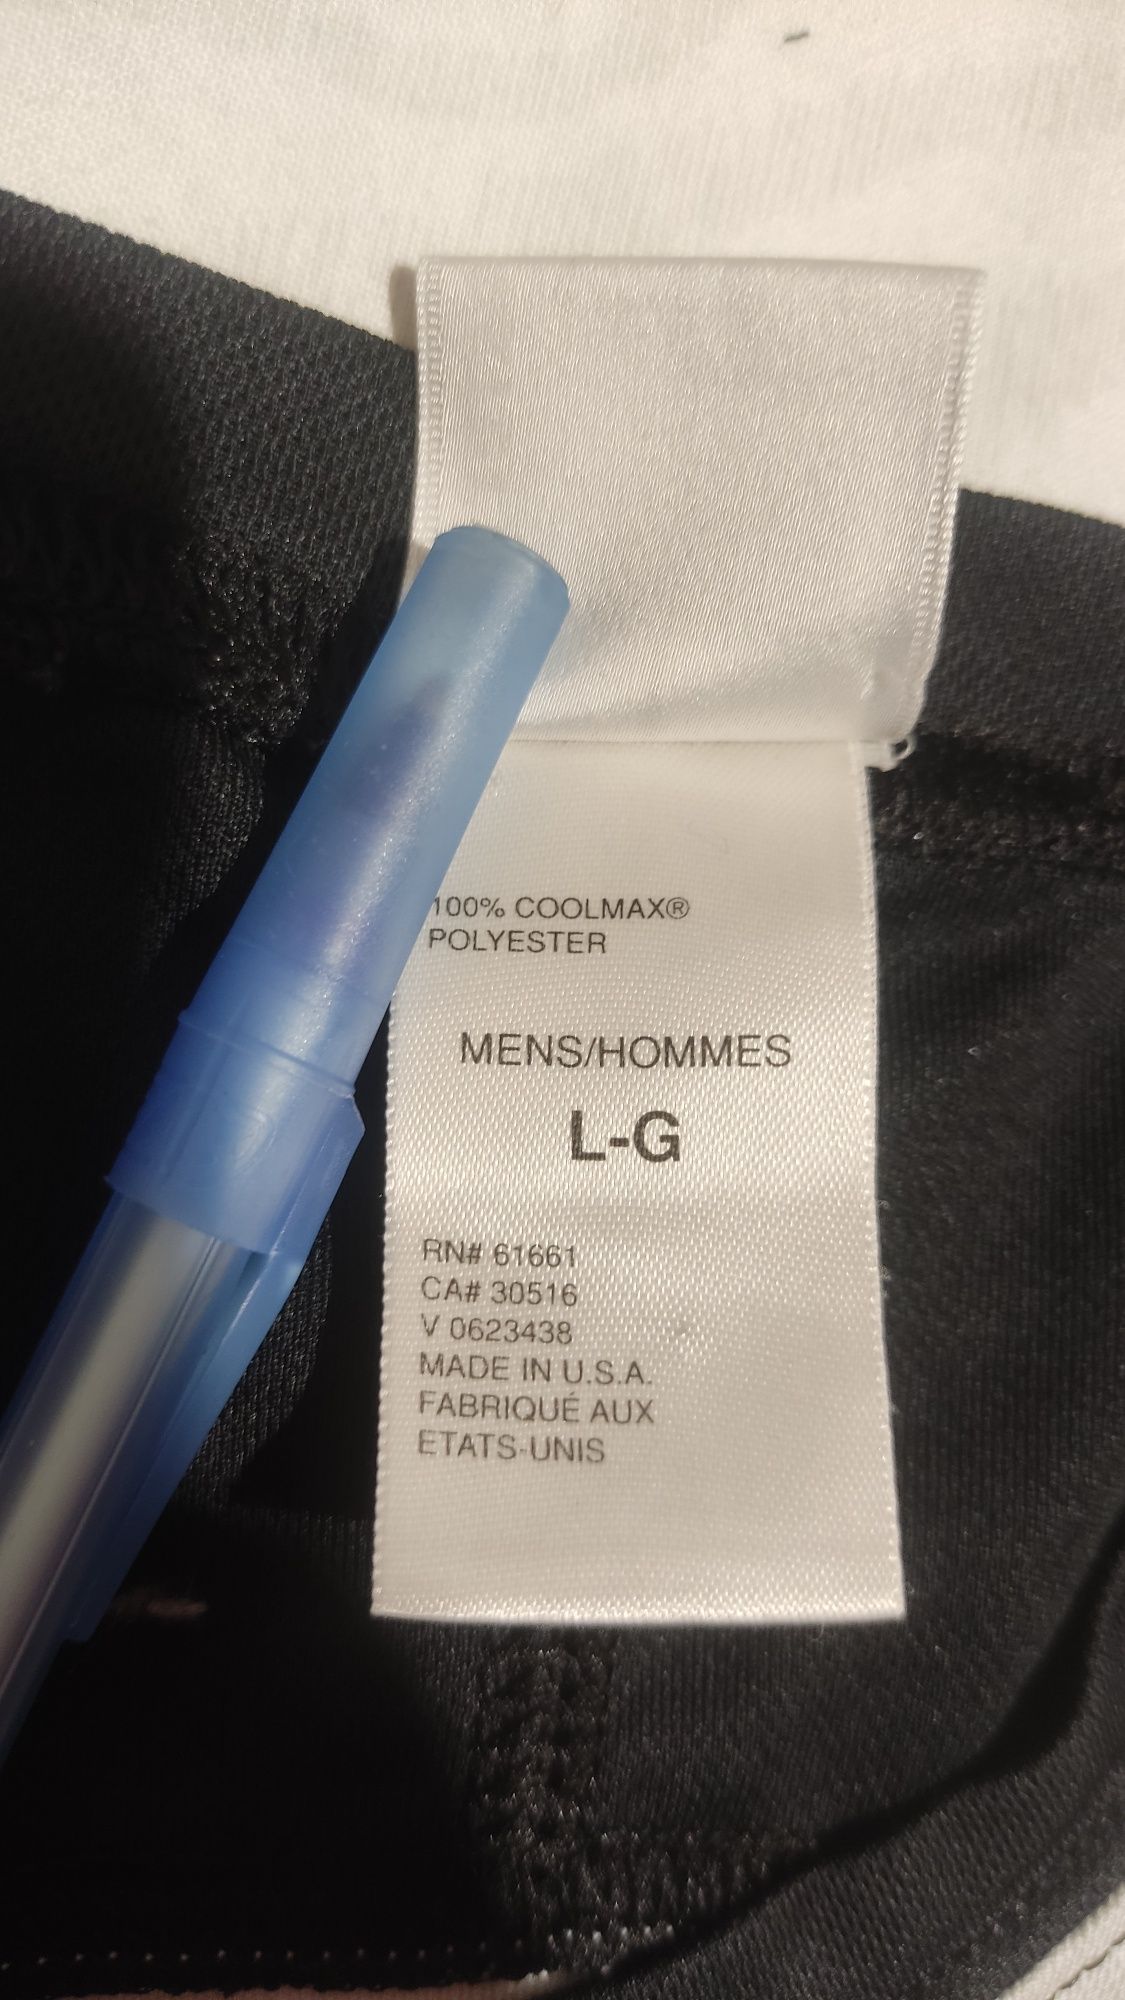 100% COOLMAX®
POLYESTER
MENS/HOMMES
L-G
RN# 61661
CA# 30516
V 0623438
MADE IN U.S.A.
FABRIQUÉ AUX
ETATS-UNIS